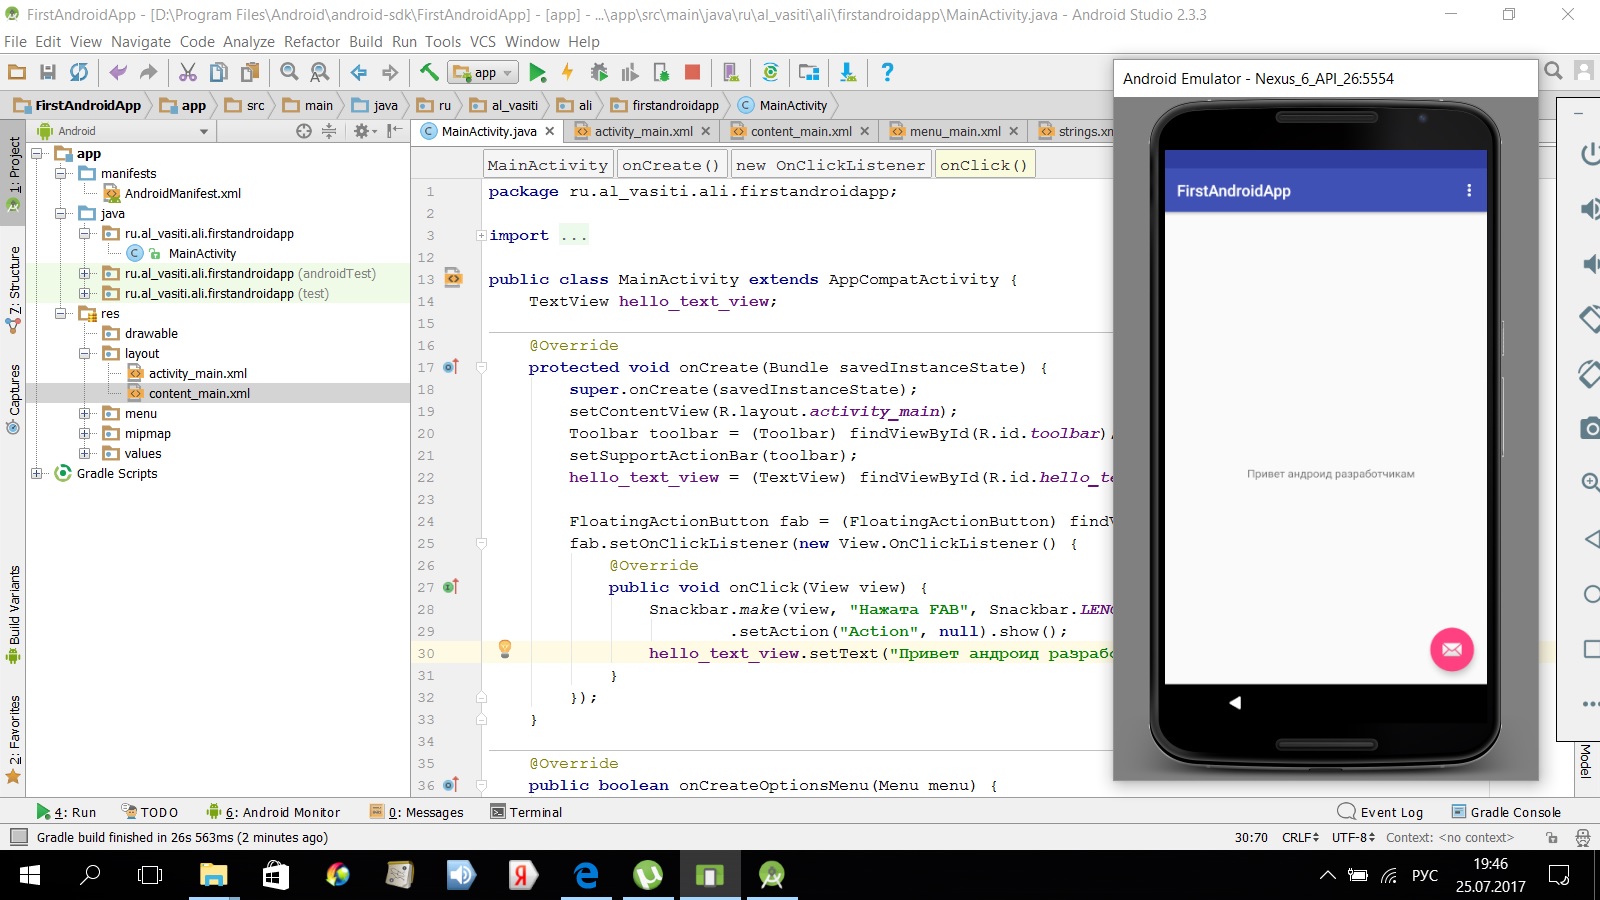 FirstAndroidApp - [D:\Program Files\Android\android-sdk\FirstAndroidApp] - [app] - ...\app\src\main\java\ru\al_vasiti\ali\firstandroidapp\MainActivity.java - Android Studio 2.3.3
File Edit View Navigate Code Analyze Refactor Build Run Tools VCS Window Help
app
FirstAndroidApp app src main java ru al_vasiti ali firstandroidapp MainActivity
Android
MainActivity.java activity_main.xml content_main.xml menu_main.xml strings.xm
MainActivity onCreate() new OnClickListener onClick()
1: Project
7: Structure
Captures
Build Variants
2: Favorites
app
manifests
AndroidManifest.xml
java
ru.al_vasiti.ali.firstandroidapp
MainActivity
ru.al_vasiti.ali.firstandroidapp (androidTest)
ru.al_vasiti.ali.firstandroidapp (test)
res
drawable
layout
activity_main.xml
content_main.xml
menu
mipmap
values
Gradle Scripts
1 package ru.al_vasiti.ali.firstandroidapp;
2
3 import ...
12
13 public class MainActivity extends AppCompatActivity {
14 TextView hello_text_view;
15
16 @Override
17 protected void onCreate(Bundle savedInstanceState) {
18 super.onCreate(savedInstanceState);
19 setContentView(R.layout.activity_main);
20 Toolbar toolbar = (Toolbar) findViewById(R.id.toolbar)
21 setSupportActionBar(toolbar);
22 hello_text_view = (TextView) findViewById(R.id.hello_te
23
24 FloatingActionButton fab = (FloatingActionButton) findV
25 fab.setOnClickListener(new View.OnClickListener() {
26 @Override
27 public void onClick(View view) {
28 Snackbar.make(view, "Нажата FAB", Snackbar.LENG
29 .setAction("Action", null).show();
30 hello_text_view.setText("Привет андроид разрабо
31 }
32 });
33 }
34
35 @Override
36 public boolean onCreateOptionsMenu(Menu menu) {
Android Emulator - Nexus_6_API_26:5554
FirstAndroidApp
Привет андроид разработчикам
Model
4: Run TODO 6: Android Monitor 0: Messages Terminal Event Log Gradle Console
Gradle build finished in 26s 563ms (2 minutes ago) 30:70 CRLF UTF-8 Context: <no context>
РУС
19:46
25.07.2017